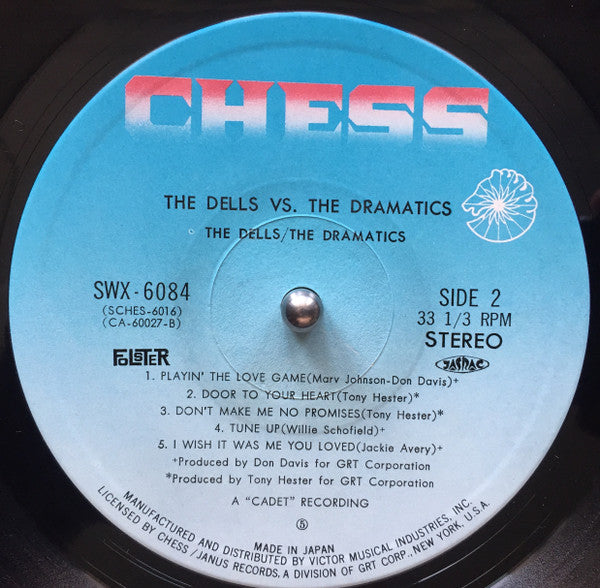 CHESS
THE DELLS VS. THE DRAMATICS
THE DELLS/THE DRAMATICS
SWX-6084
(SCHES-6016)
(CA-60027-B)
SIDE 2
33 1/3 RPM
STEREO
FOLSTER
JASRAC
1. PLAYIN' THE LOVE GAME(Marv Johnson-Don Davis)+
2. DOOR TO YOUR HEART(Tony Hester)*
3. DON'T MAKE ME NO PROMISES(Tony Hester)*
4. TUNE UP(Willie Schofield)+
5. I WISH IT WAS ME YOU LOVED(Jackie Avery)+
+Produced by Don Davis for GRT Corporation
*Produced by Tony Hester for GRT Corporation
A "CADET" RECORDING
⑤
MADE IN JAPAN
MANUFACTURED AND DISTRIBUTED BY VICTOR MUSICAL INDUSTRIES, INC.
LICENSED BY CHESS/JANUS RECORDS, A DIVISION OF GRT CORP., NEW YORK, U.S.A.